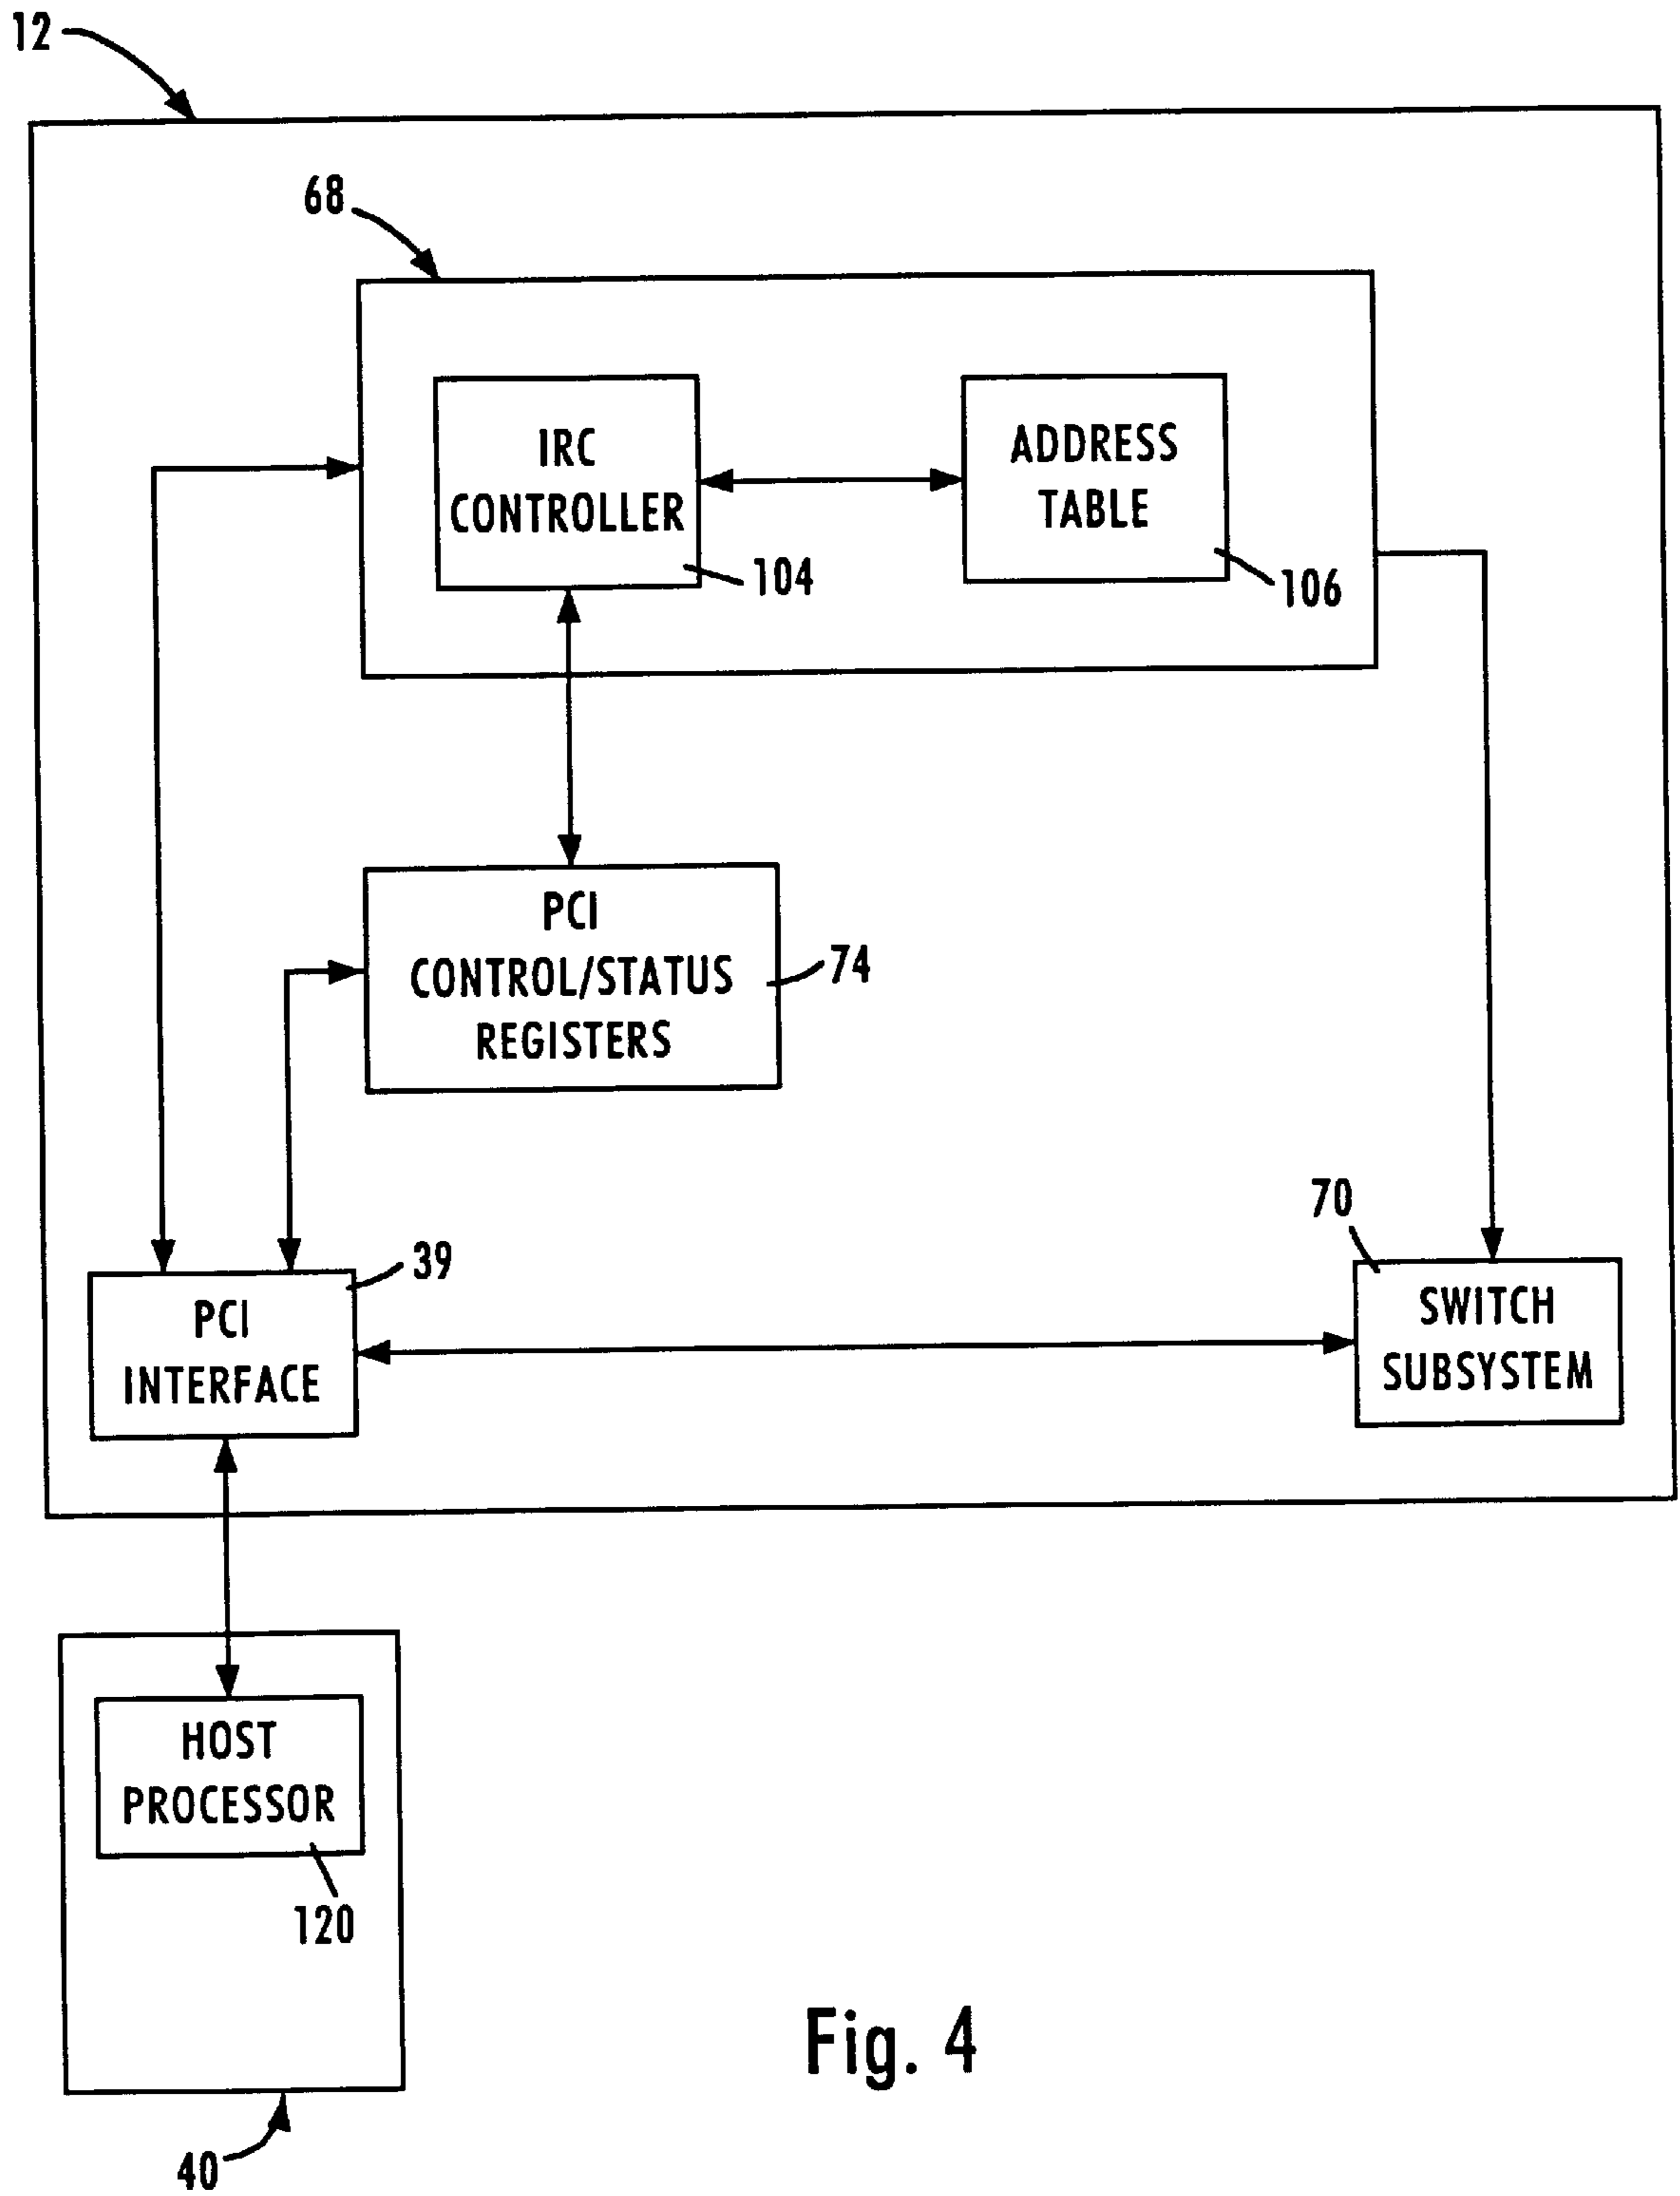 12
68
IRC
CONTROLLER
104
ADDRESS
TABLE
106
PCI
CONTROL/STATUS
REGISTERS
74
39
PCI
INTERFACE
70
SWITCH
SUBSYSTEM
HOST
PROCESSOR
120
40
Fig. 4